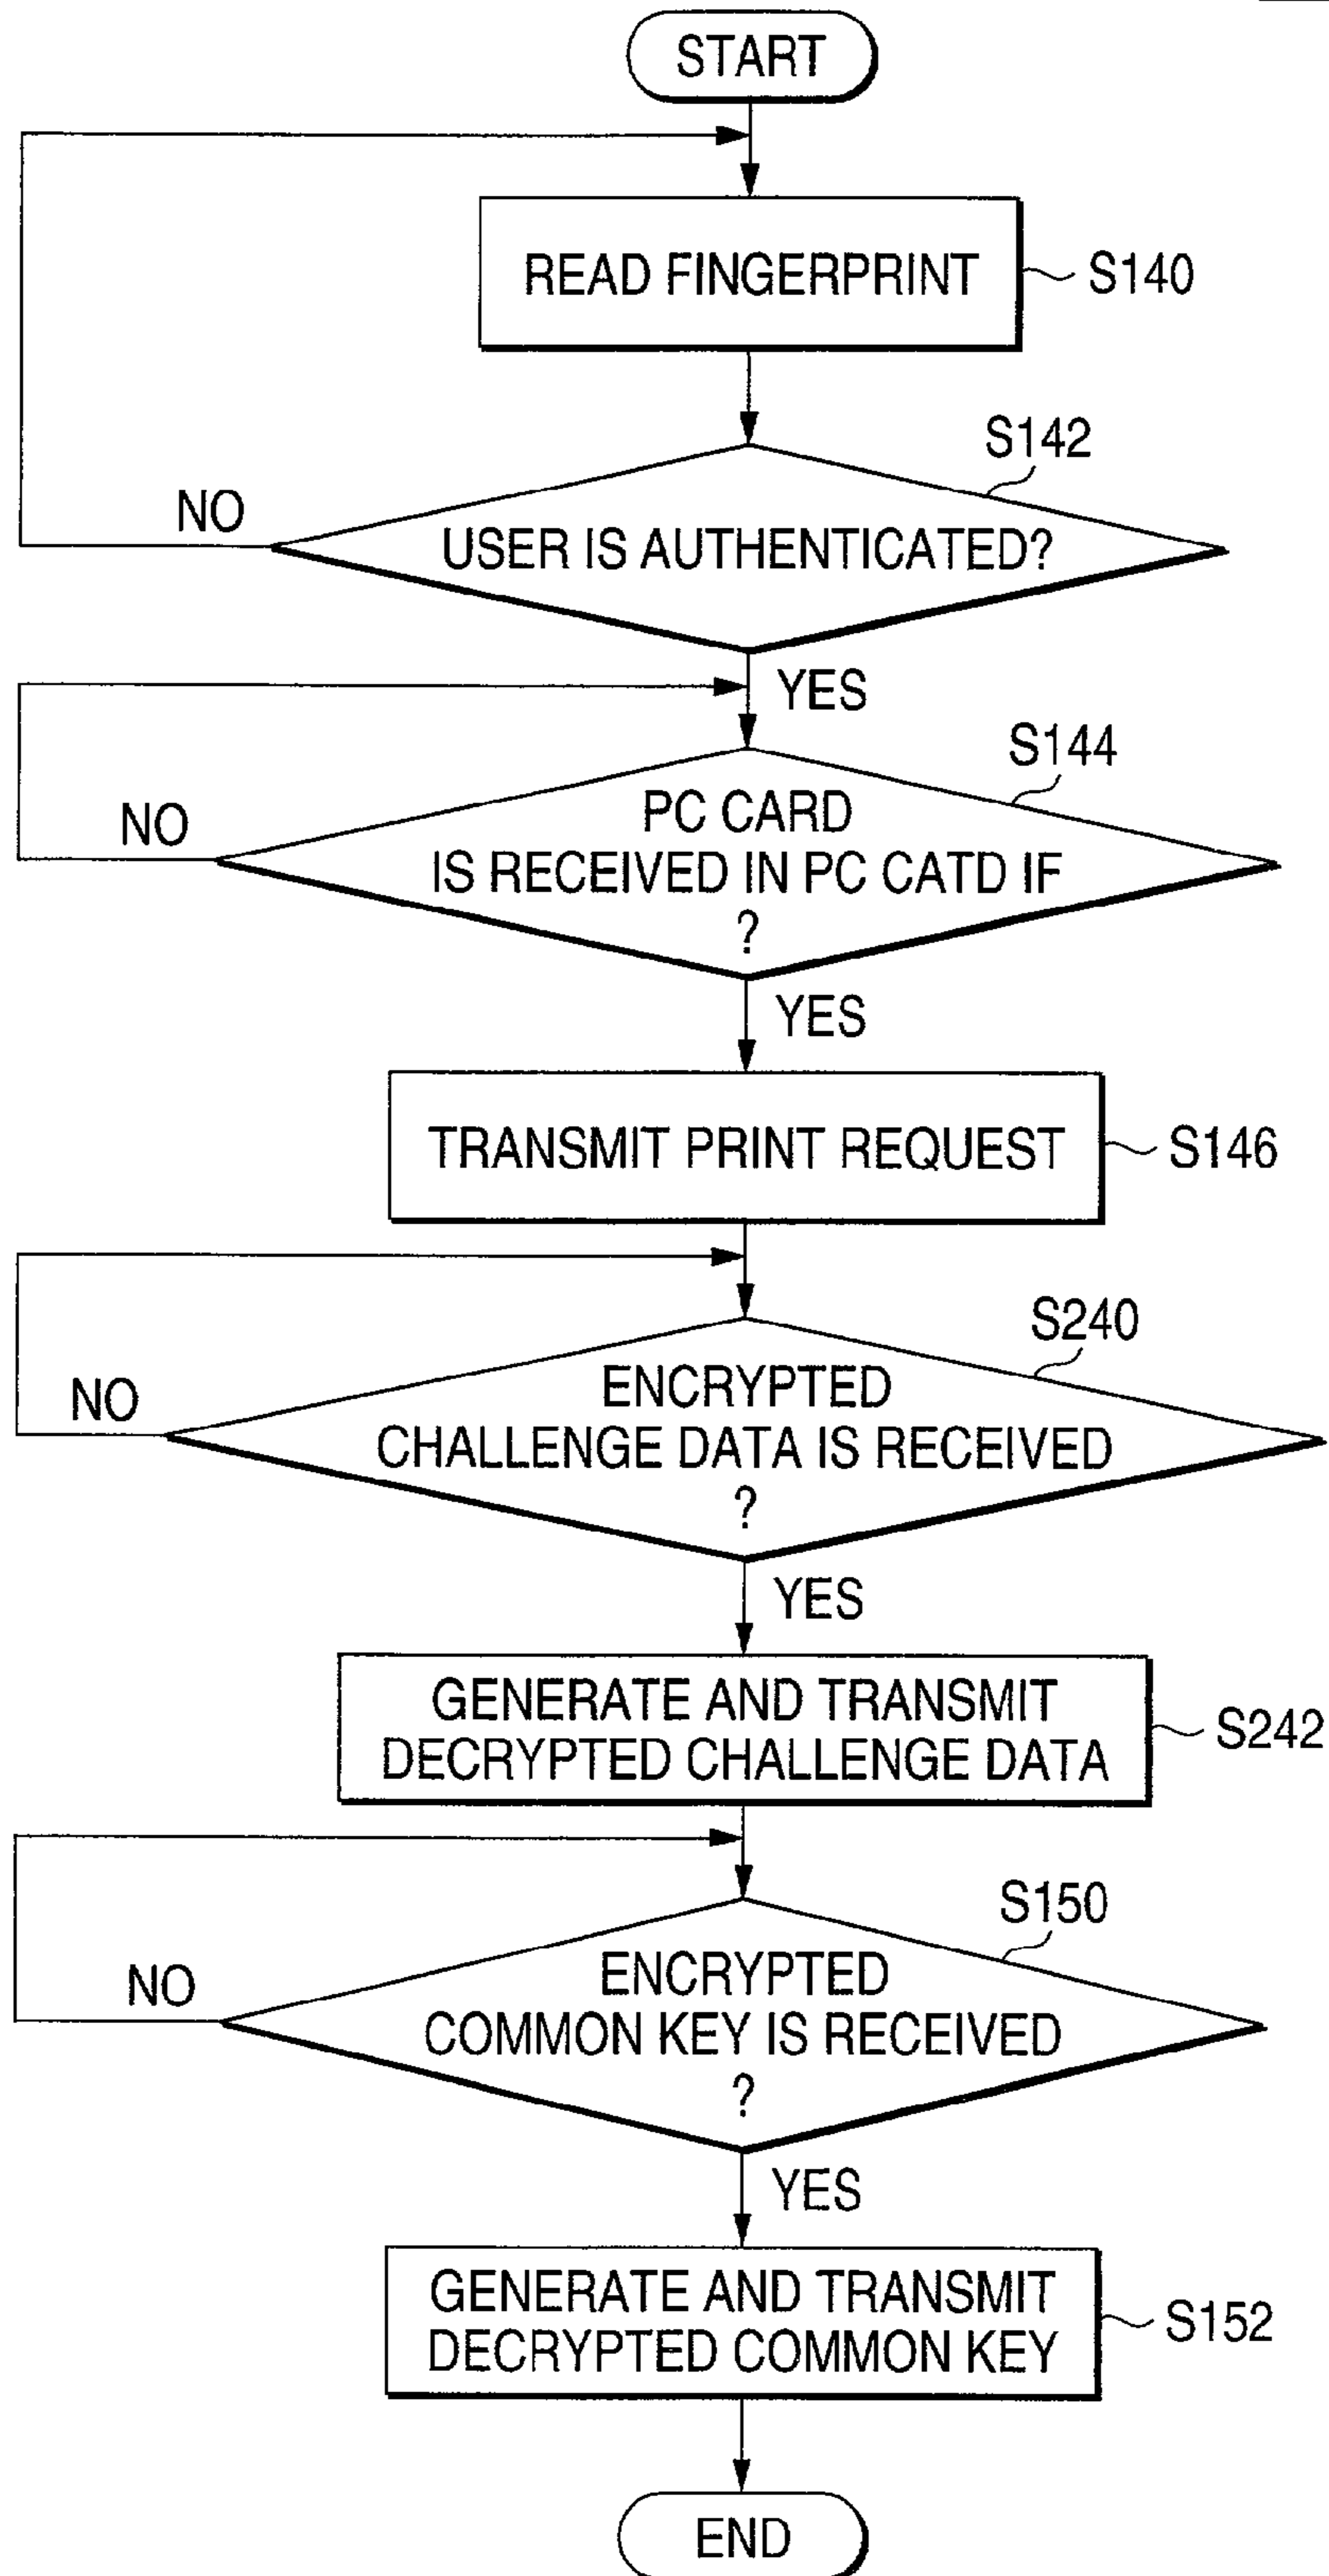 START
READ FINGERPRINT
S140
S142
NO
USER IS AUTHENTICATED?
YES
S144
PC CARD
NO
IS RECEIVED IN PC CATD IF
?
YES
TRANSMIT PRINT REQUEST
S146
S240
ENCRYPTED
NO
CHALLENGE DATA IS RECEIVED
?
YES
GENERATE AND TRANSMIT
DECRYPTED CHALLENGE DATA
S242
S150
ENCRYPTED
NO
COMMON KEY IS RECEIVED
?
YES
GENERATE AND TRANSMIT
DECRYPTED COMMON KEY
S152
END